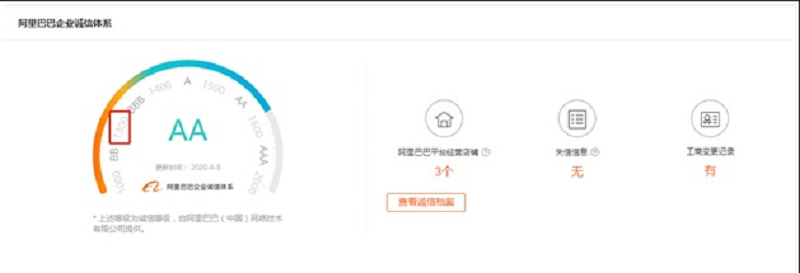 阿里巴巴企业诚信体系
1000
BB
1300
BBB
1400
A
1500
AA
1600
AAA
2000
AA
更新时间: 2020-4-8
阿里巴巴企业诚信体系
* 上述等级为诚信等级,由阿里巴巴(中国)网络技术
有限公司提供。
阿里巴巴平台经营店铺 ?
3个
查看诚信档案
失信信息 ?
无
工商变更记录
有